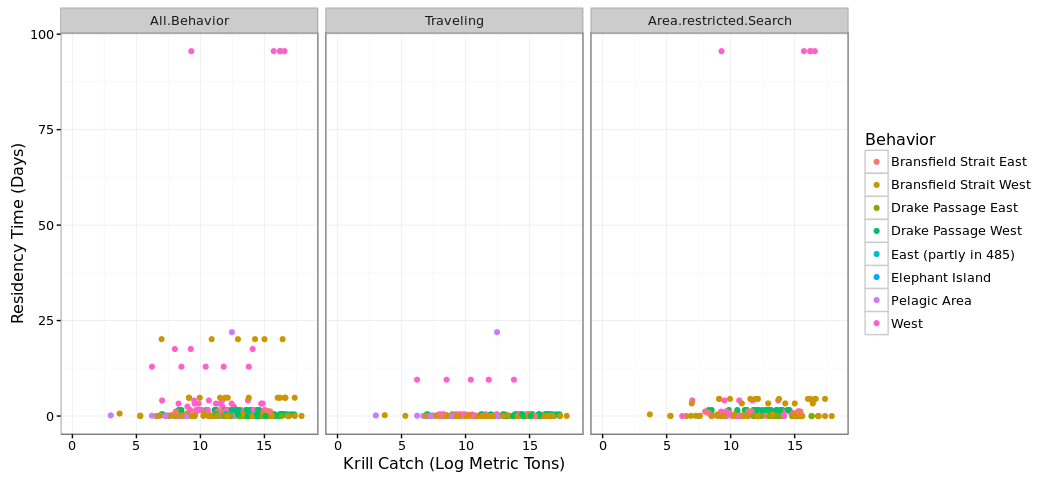 All.Behavior
Traveling
Area.restricted.Search
Residency Time (Days)
100
75
50
25
0
0 5 10 15
0 5 10 15
0 5 10 15
Krill Catch (Log Metric Tons)
Behavior
Bransfield Strait East
Bransfield Strait West
Drake Passage East
Drake Passage West
East (partly in 485)
Elephant Island
Pelagic Area
West